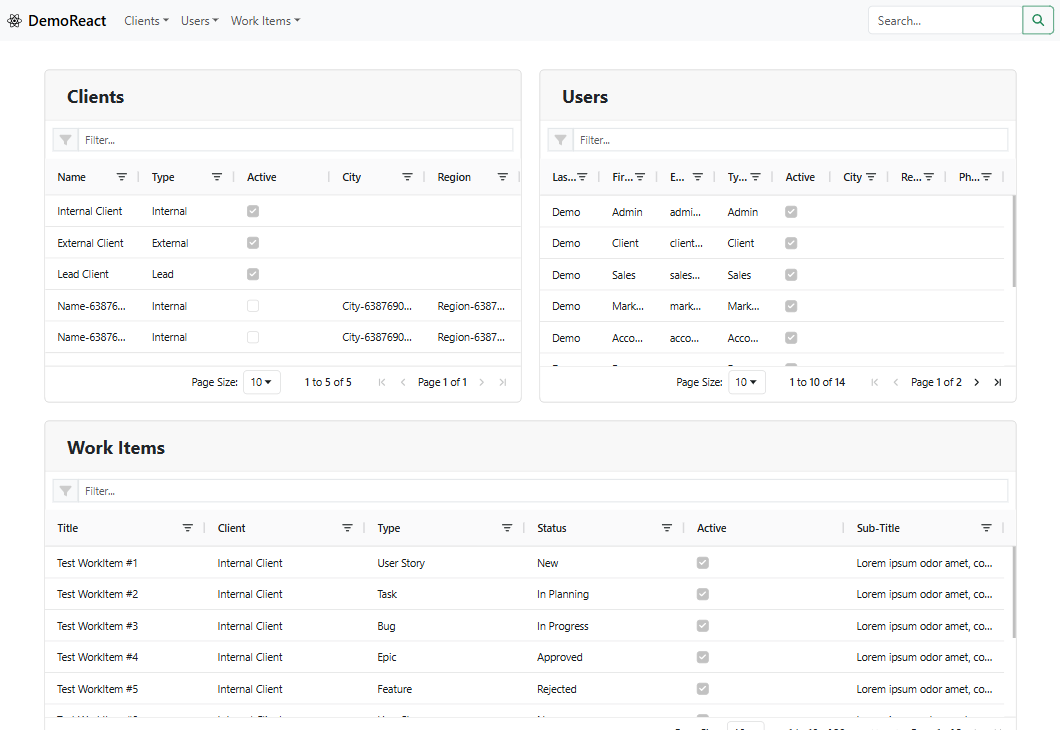 DemoReact Clients Users Work Items Search...
Clients
Filter...
Name Type Active City Region
Internal Client Internal
External Client External
Lead Client Lead
Name-63876... Internal City-6387690... Region-6387...
Name-63876... Internal City-6387690... Region-6387...
Page Size: 10 1 to 5 of 5 Page 1 of 1
Users
Filter...
Las... Fir... E... Ty... Active City Re... Ph...
Demo Admin admi... Admin
Demo Client client... Client
Demo Sales sales... Sales
Demo Mark... mark... Mark...
Demo Acco... acco... Acco...
Page Size: 10 1 to 10 of 14 Page 1 of 2
Work Items
Filter...
Title Client Type Status Active Sub-Title
Test WorkItem #1 Internal Client User Story New Lorem ipsum odor amet, co...
Test WorkItem #2 Internal Client Task In Planning Lorem ipsum odor amet, co...
Test WorkItem #3 Internal Client Bug In Progress Lorem ipsum odor amet, co...
Test WorkItem #4 Internal Client Epic Approved Lorem ipsum odor amet, co...
Test WorkItem #5 Internal Client Feature Rejected Lorem ipsum odor amet, co...